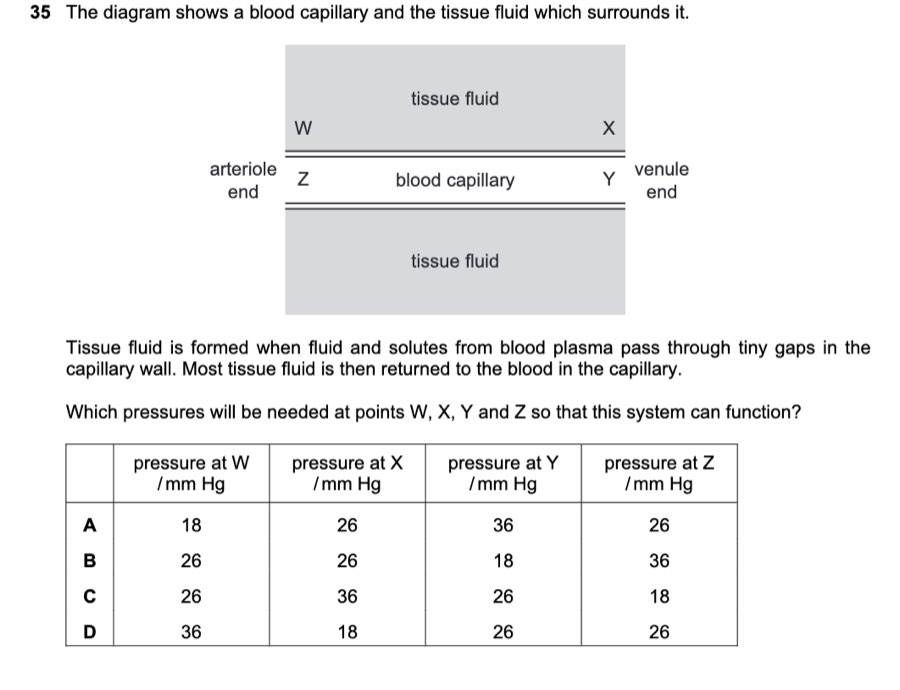 35 The diagram shows a blood capillary and the tissue fluid which surrounds it.
tissue fluid
W X
arteriole end
Z blood capillary Y
venule end
tissue fluid
Tissue fluid is formed when fluid and solutes from blood plasma pass through tiny gaps in the
capillary wall. Most tissue fluid is then returned to the blood in the capillary.
Which pressures will be needed at points W, X, Y and Z so that this system can function?
pressure at W /mm Hg pressure at X /mm Hg pressure at Y /mm Hg pressure at Z /mm Hg
A 18 26 36 26
B 26 26 18 36
C 26 36 26 18
D 36 18 26 26